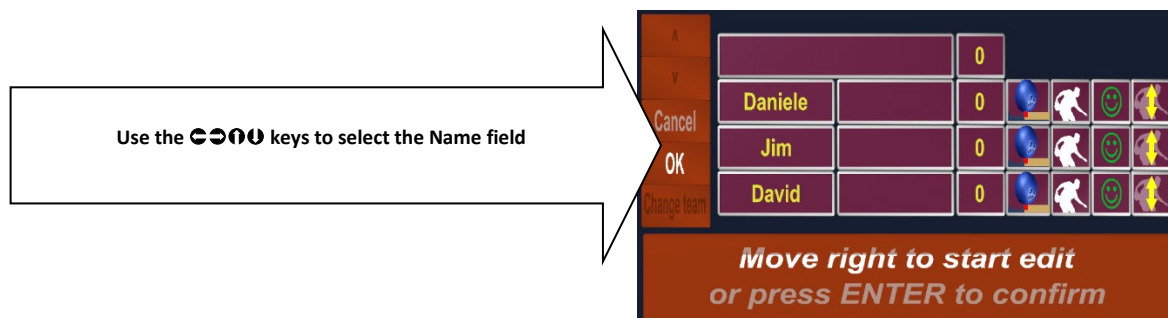 Use the ⮈⮊⮉⮋ keys to select the Name field
0
Daniele 0
Cancel
Jim 0
OK
David 0
Change team
Move right to start edit
or press ENTER to confirm